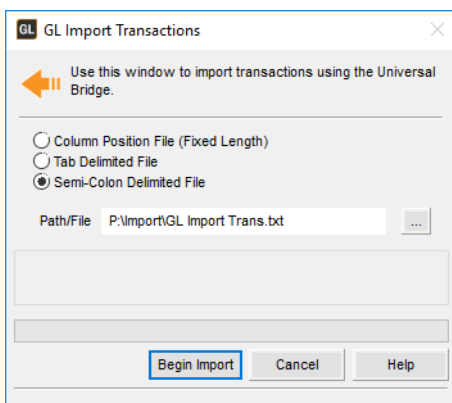 GL GL Import Transactions
Use this window to import transactions using the Universal
Bridge.
Column Position File (Fixed Length)
Tab Delimited File
Semi-Colon Delimited File
Path/File P:\Import\GL Import Trans.txt ...
Begin Import Cancel Help